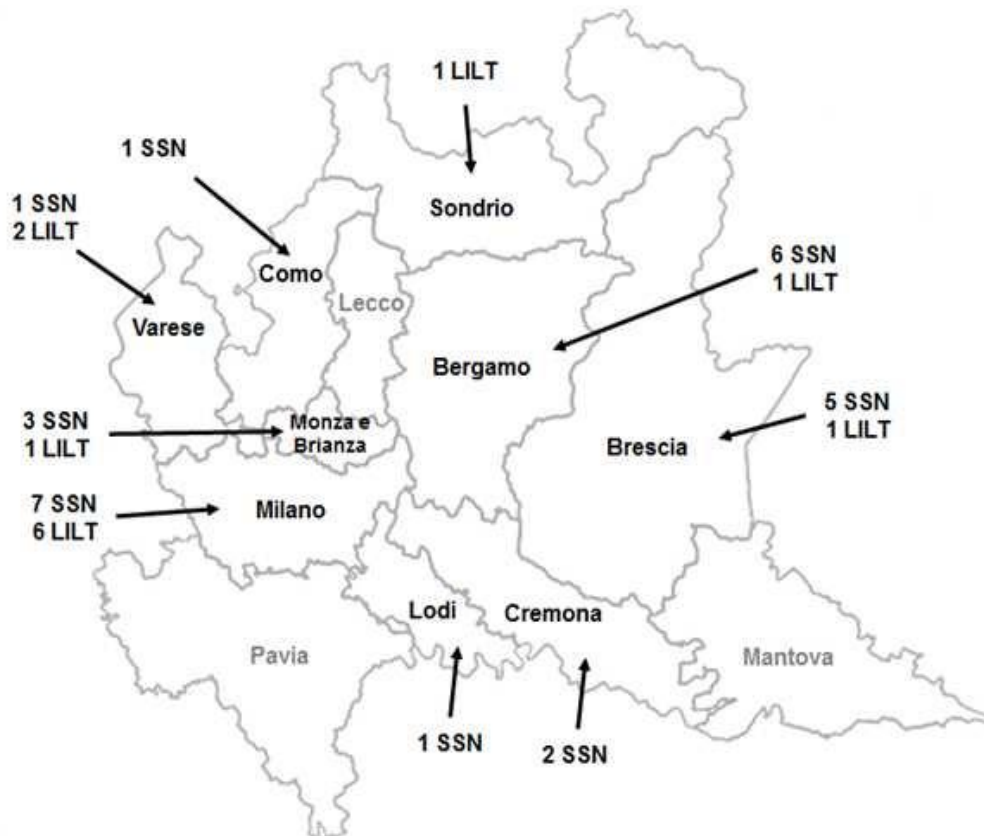 1 LILT
1 SSN
Sondrio
1 SSN
2 LILT
6 SSN
1 LILT
Como
Lecco
Varese
Bergamo
5 SSN
1 LILT
3 SSN
1 LILT
Monza e
Brianza
Brescia
7 SSN
6 LILT
Milano
Lodi
Cremona
Pavia
Mantova
1 SSN
2 SSN